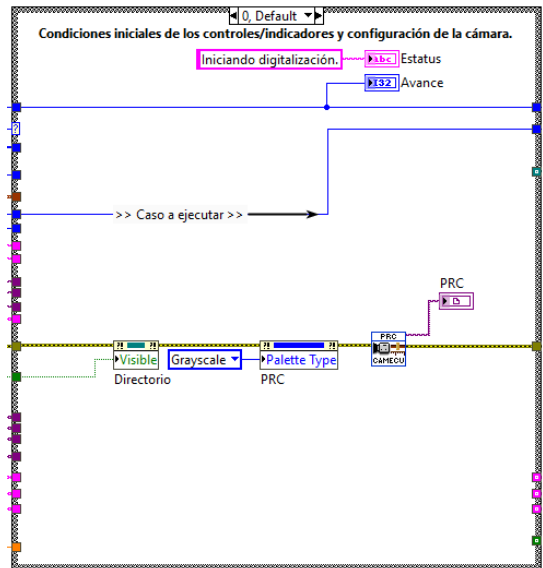 0, Default
Condiciones iniciales de los controles/indicadores y configuración de la cámara.
Iniciando digitalización.
abc
Estatus
I32
Avance
?
>> Caso a ejecutar >>
PRC
PRC
CAMECU
Visible
Grayscale
Palette Type
Directorio
PRC